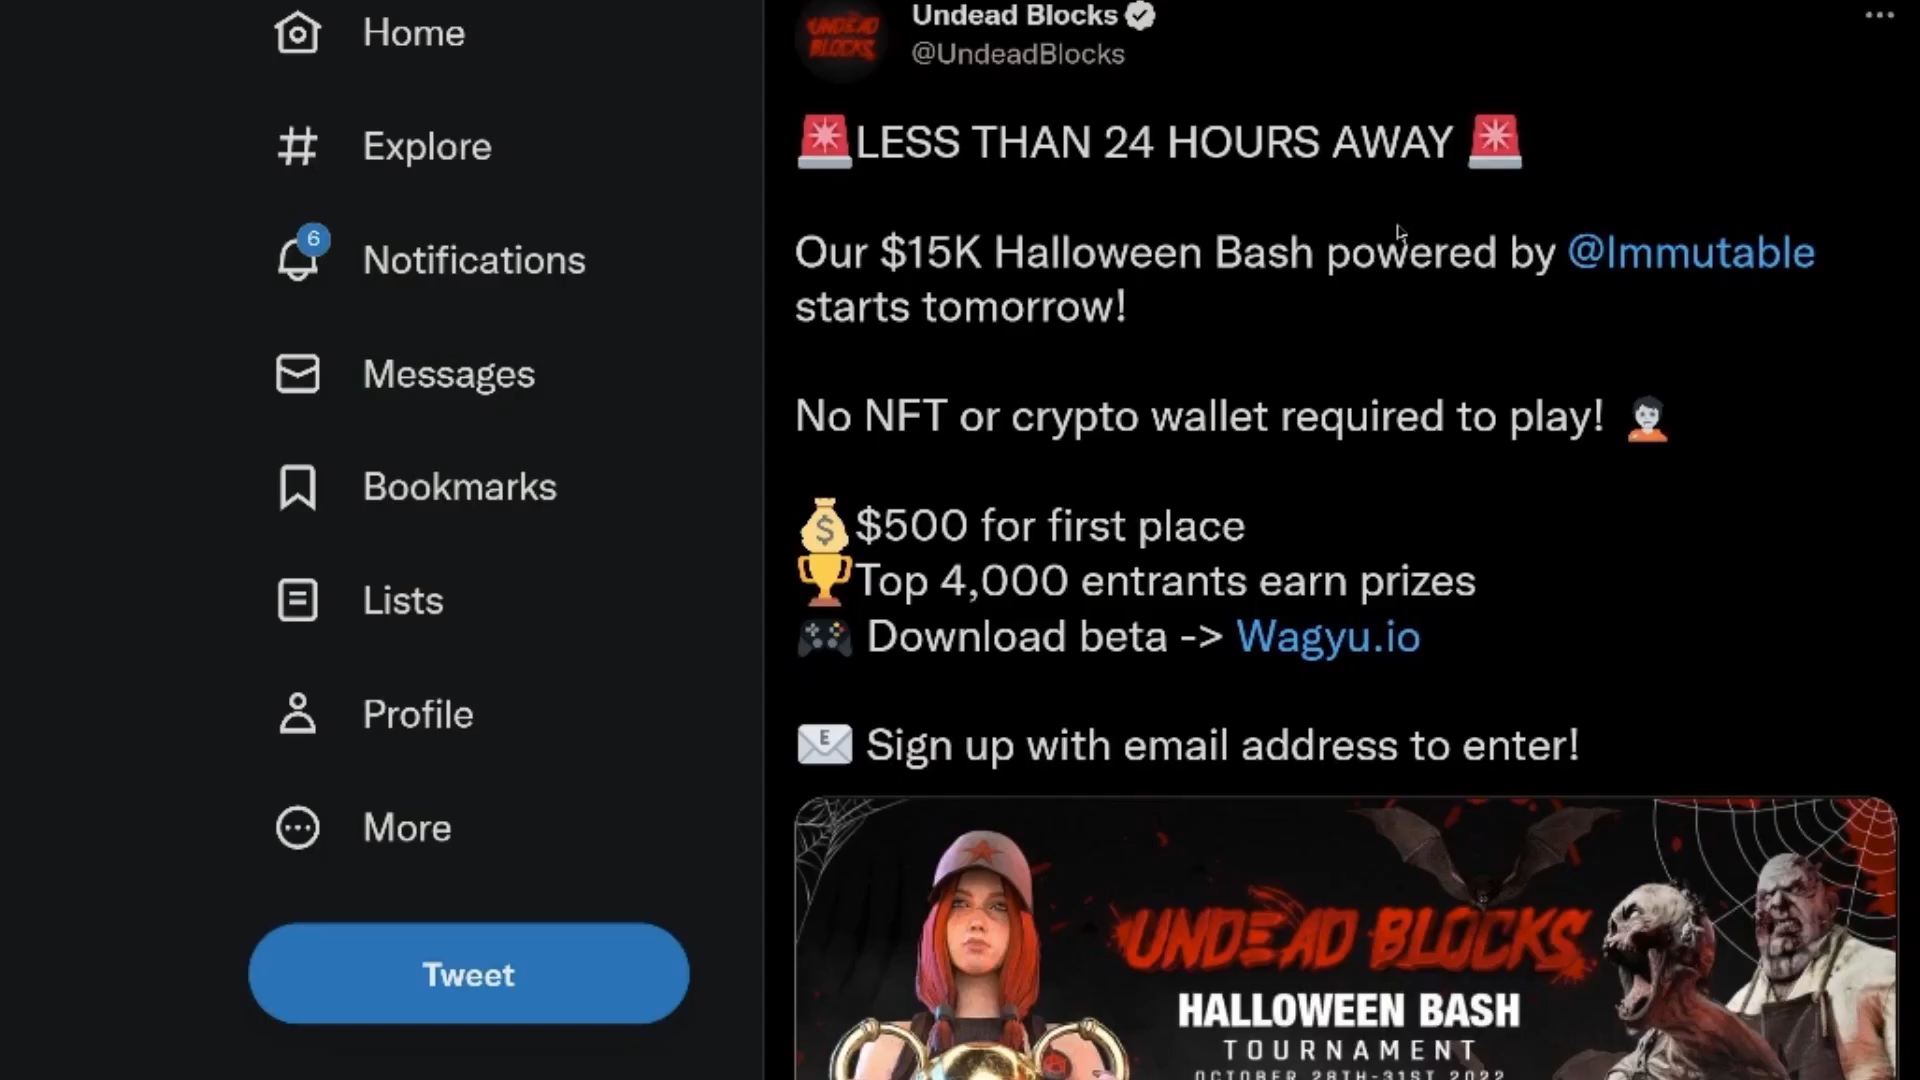 Home
Explore
6
Notifications
Messages
Bookmarks
Lists
Profile
More
Tweet
UNDEAD
BLOCKS
Undead Blocks
@UndeadBlocks
LESS THAN 24 HOURS AWAY
Our $15K Halloween Bash powered by @Immutable
starts tomorrow!
No NFT or crypto wallet required to play!
$500 for first place
Top 4,000 entrants earn prizes
Download beta -> Wagyu.io
Sign up with email address to enter!
UNDEAD BLOCKS
HALLOWEEN BASH
TOURNAMENT
OCTOBER 28TH-31ST 2022